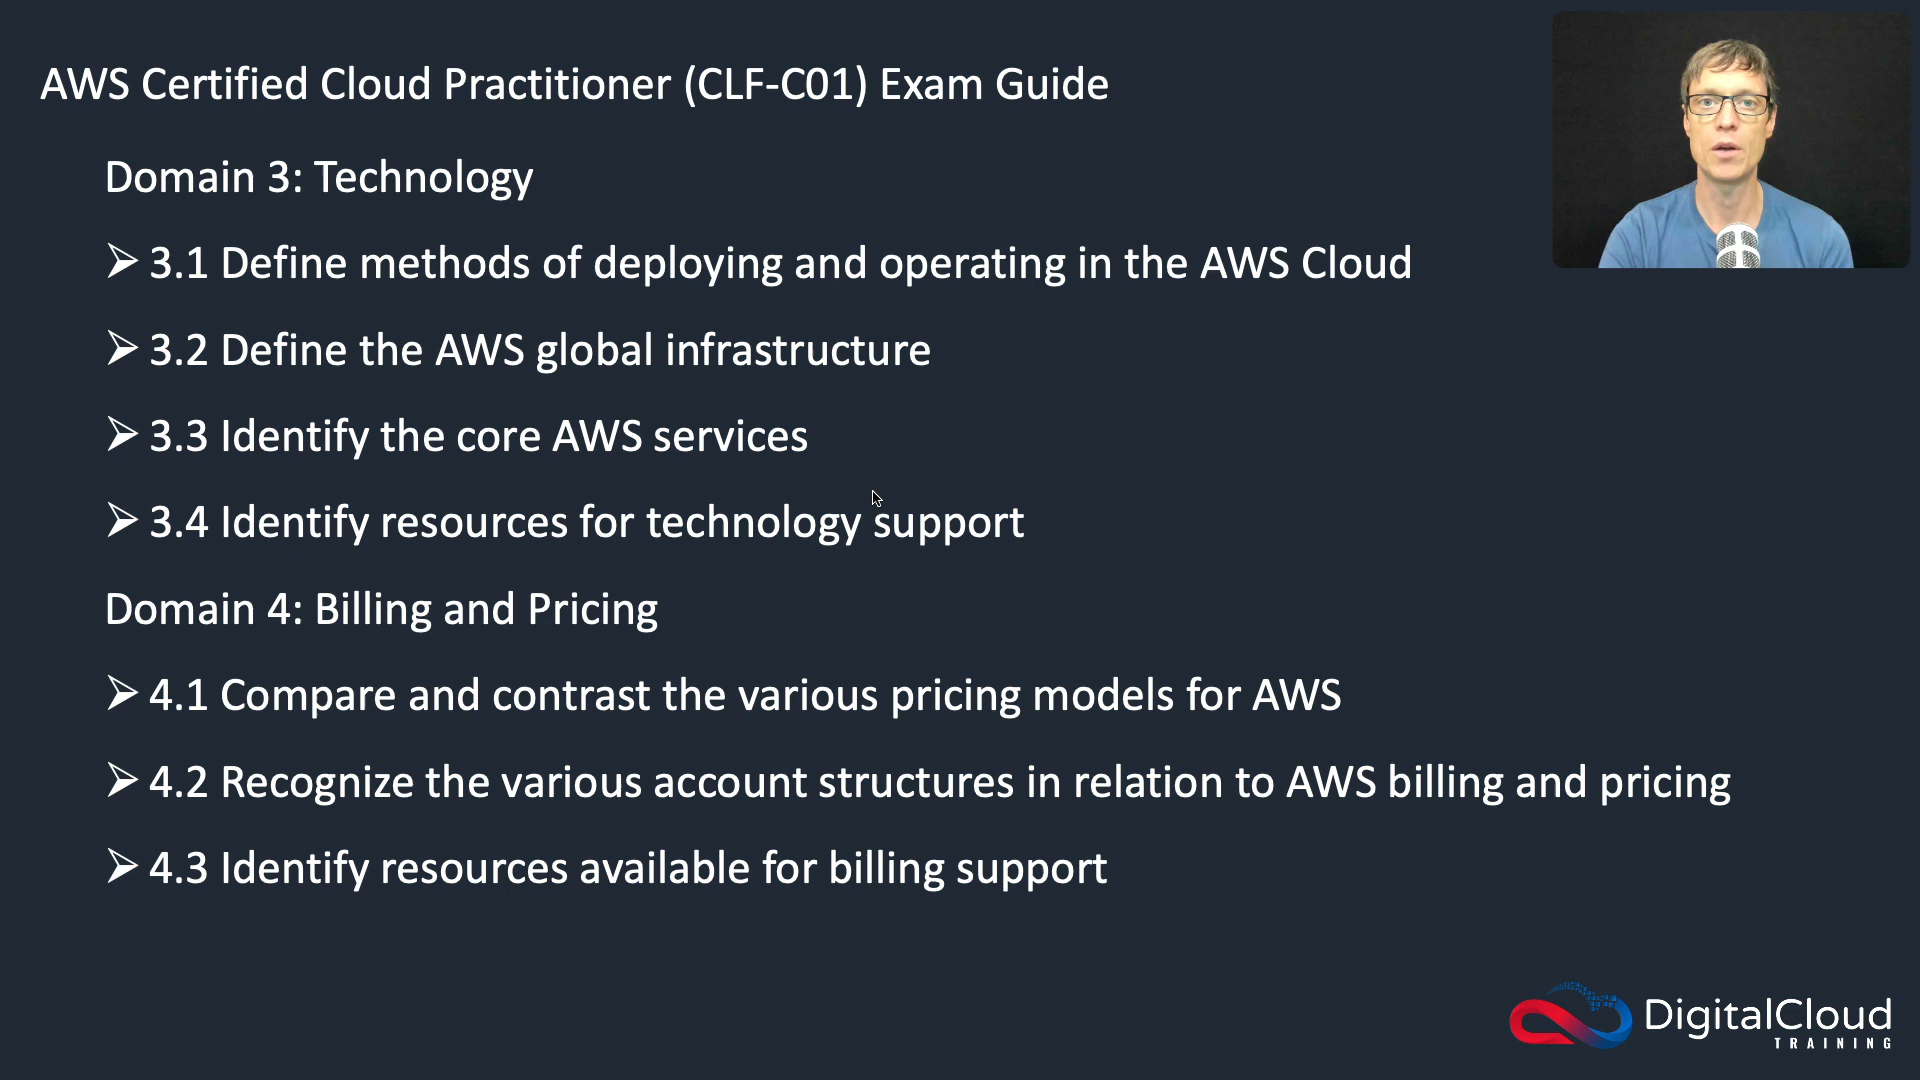 AWS Certified Cloud Practitioner (CLF-C01) Exam Guide
Domain 3: Technology
➢ 3.1 Define methods of deploying and operating in the AWS Cloud
➢ 3.2 Define the AWS global infrastructure
➢ 3.3 Identify the core AWS services
➢ 3.4 Identify resources for technology support
Domain 4: Billing and Pricing
➢ 4.1 Compare and contrast the various pricing models for AWS
➢ 4.2 Recognize the various account structures in relation to AWS billing and pricing
➢ 4.3 Identify resources available for billing support
DigitalCloud
TRAINING